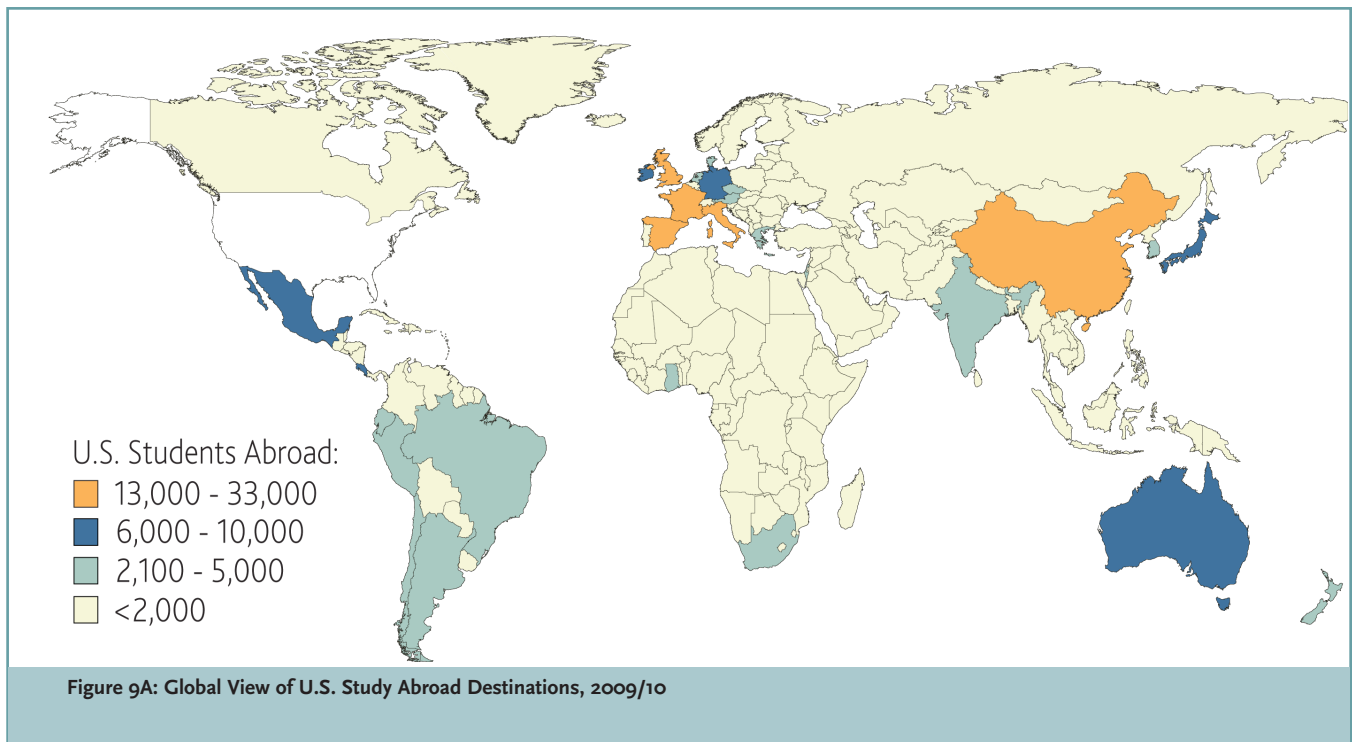 U.S. Students Abroad:
13,000 - 33,000
6,000 - 10,000
2,100 - 5,000
<2,000
Figure 9A: Global View of U.S. Study Abroad Destinations, 2009/10